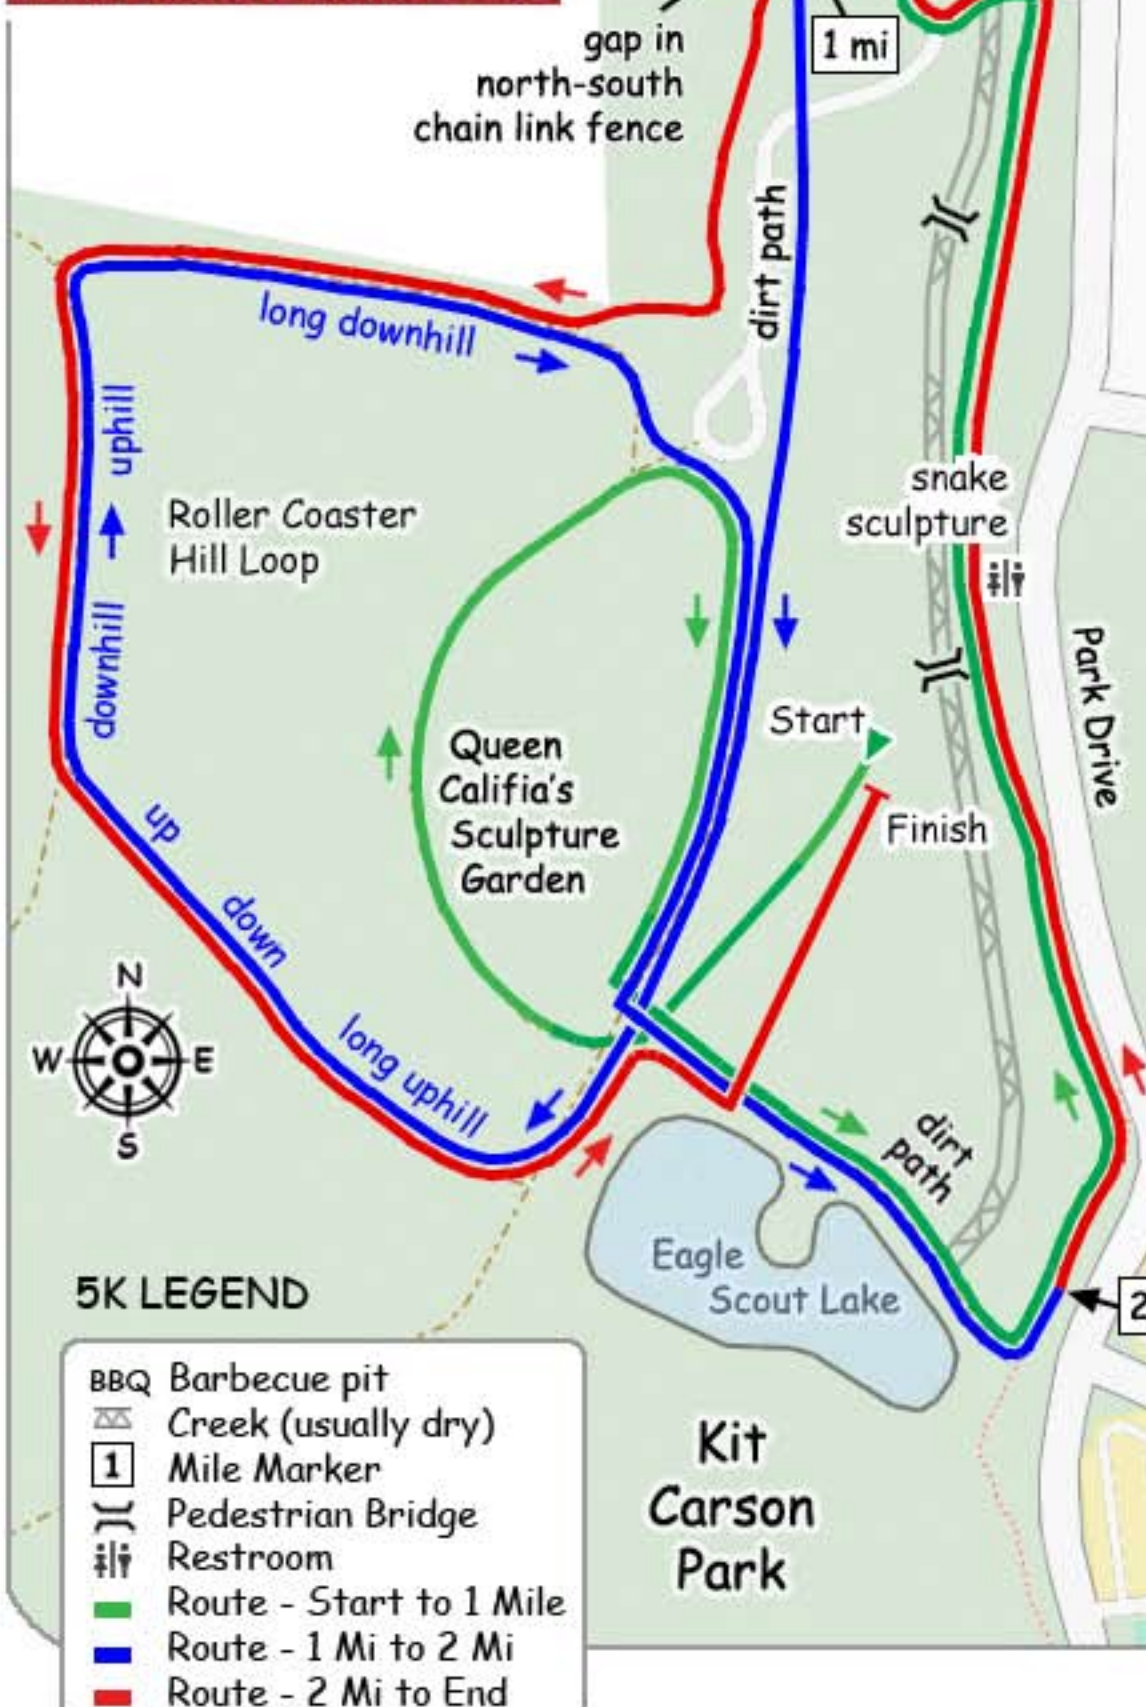 gap in
north-south
chain link fence
1 mi
dirt path
long downhill
uphill
downhill
Roller Coaster
Hill Loop
snake
sculpture
Park Drive
Start
Finish
Queen
Califia's
Sculpture
Garden
up
down
long uphill
N
W
E
S
dirt
path
Eagle
Scout Lake
2
Kit
Carson
Park
5K LEGEND
BBQ Barbecue pit
Creek (usually dry)
1 Mile Marker
Pedestrian Bridge
Restroom
Route - Start to 1 Mile
Route - 1 Mi to 2 Mi
Route - 2 Mi to End